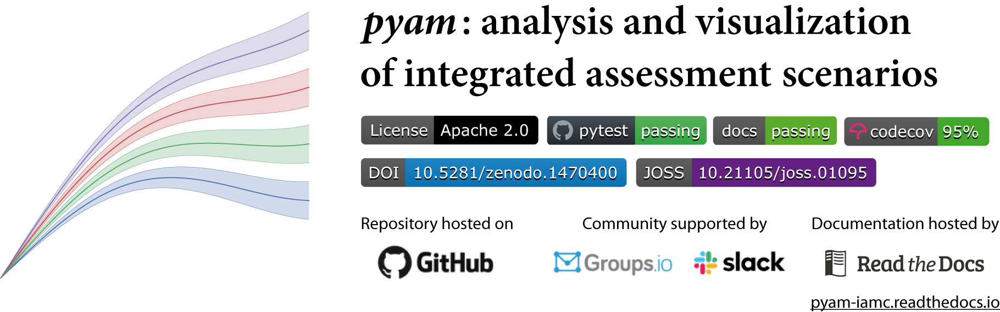 pyam: analysis and visualization
of integrated assessment scenarios
License Apache 2.0 pytest passing docs passing codecov 95%
DOI 10.5281/zenodo.1470400 JOSS 10.21105/joss.01095
Repository hosted on Community supported by Documentation hosted by
GitHub Groups.io slack Read the Docs
pyam-iamc.readthedocs.io